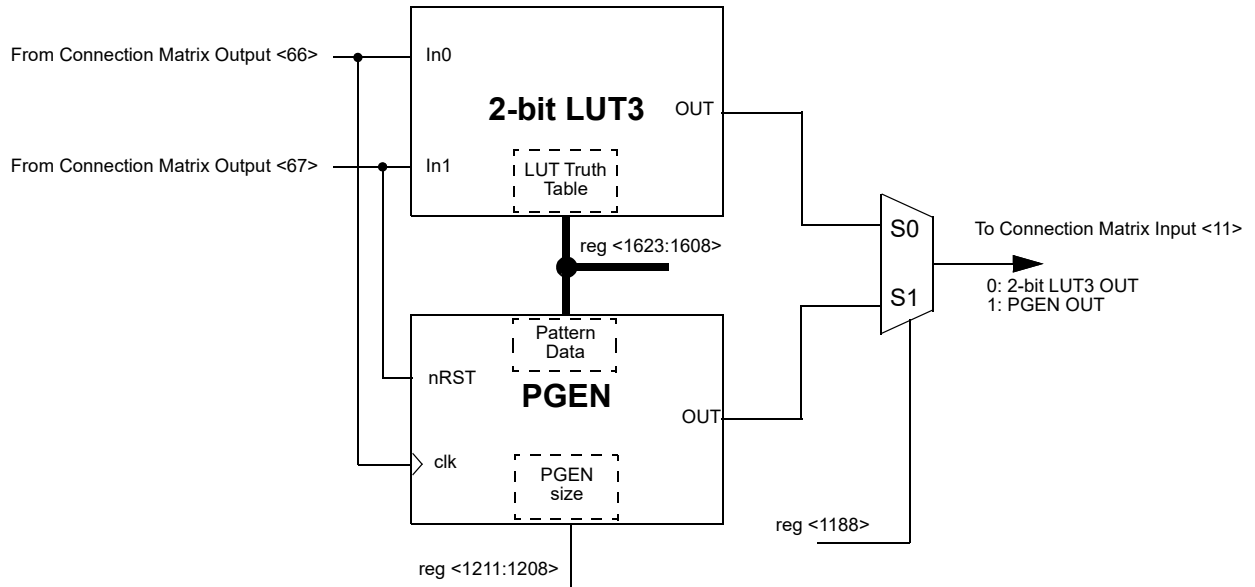 From Connection Matrix Output <66>
In0
2-bit LUT3
OUT
From Connection Matrix Output <67>
In1
LUT Truth
Table
S0
To Connection Matrix Input <11>
reg <1623:1608>
0: 2-bit LUT3 OUT
S1
1: PGEN OUT
Pattern
Data
nRST
PGEN
OUT
clk
PGEN
size
reg <1188>
reg <1211:1208>